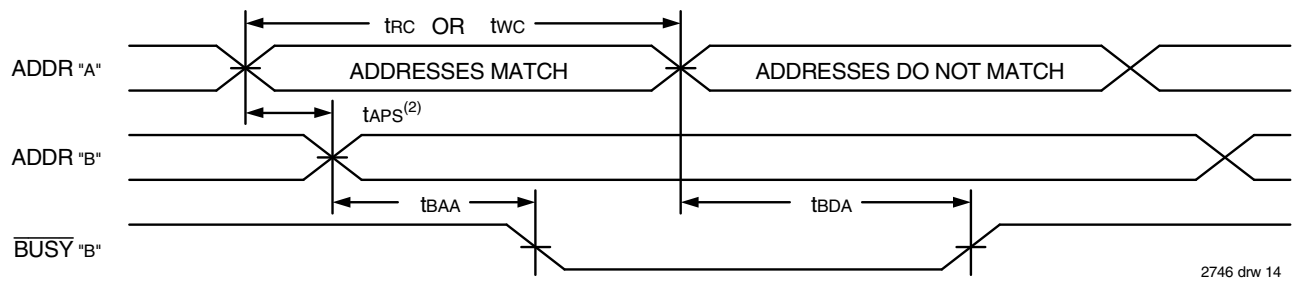 tRC OR tWC
ADDR "A"
ADDRESSES MATCH
ADDRESSES DO NOT MATCH
tAPS(2)
ADDR "B"
tBAA
tBDA
BUSY "B"
2746 drw 14